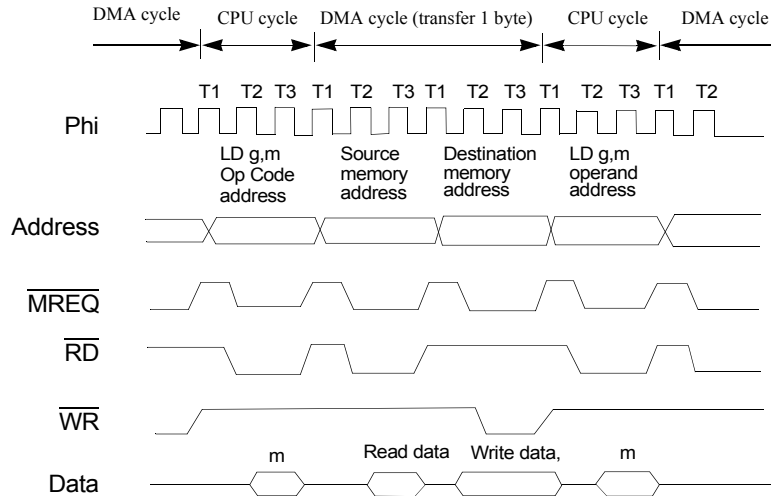 DMA cycle CPU cycle DMA cycle (transfer 1 byte) CPU cycle DMA cycle
T1 T2 T3 T1 T2 T3 T1 T2 T3 T1 T2 T3 T1 T2
Phi
LD g,m Source Destination LD g,m
Op Code memory memory operand
address address address address
Address
MREQ
RD
WR
m Read data Write data, m
Data